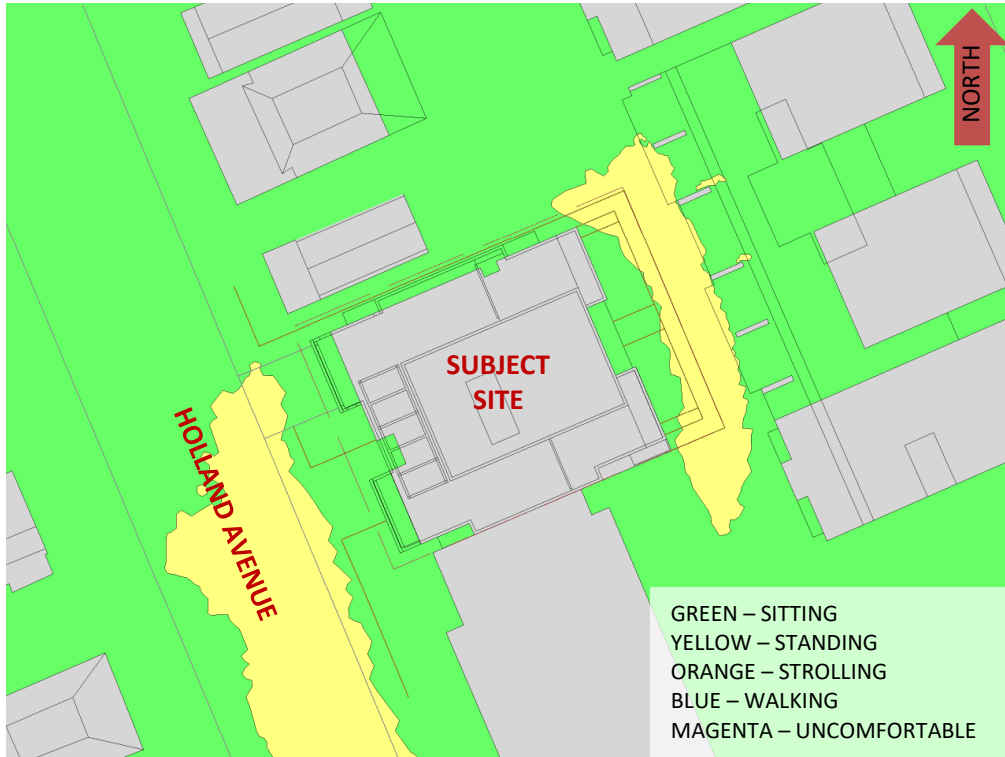 NORTH
SUBJECT
SITE
HOLLAND AVENUE
GREEN – SITTING
YELLOW – STANDING
ORANGE – STROLLING
BLUE – WALKING
MAGENTA – UNCOMFORTABLE